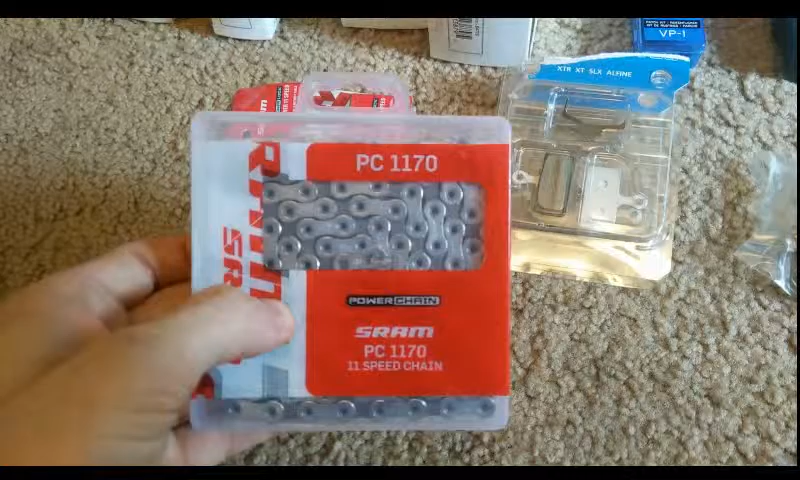 VP-1
XTR XT SLX ALFINE
SRAM
PC 1170
POWERCHAIN
SRAM
PC 1170
11 SPEED CHAIN